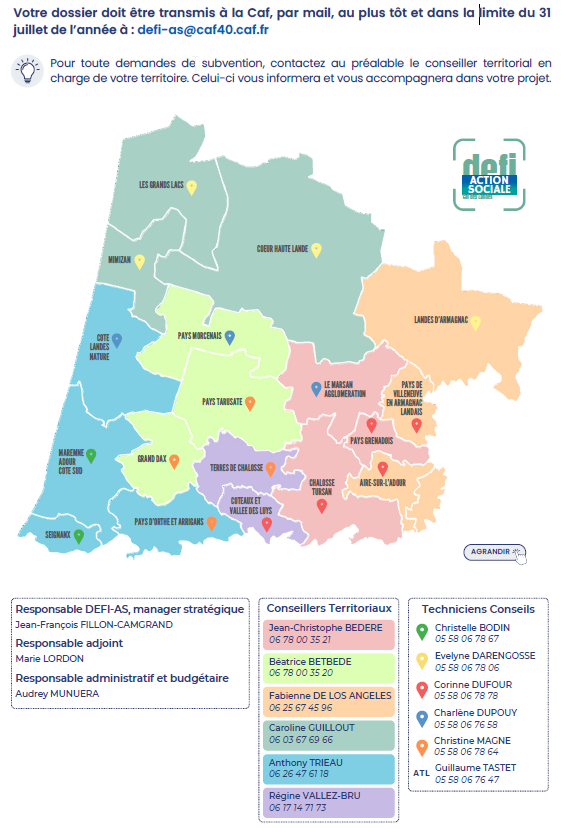 Votre dossier doit être transmis à la Caf, par mail, au plus tôt et dans la limite du 31
juillet de l'année à : defi-as@caf40.caf.fr
Pour toute demandes de subvention, contactez au préalable le conseiller territorial en
charge de votre territoire. Celui-ci vous informera et vous accompagnera dans votre projet.
defi
ACTION
SOCIALE
LES GRANDS LACS
COEUR HAUTE LANDE
MIMIZAN
LANDES D'ARMAGNAC
COTE
LANDES
NATURE
PAYS MORCENAIS
LE MARSAN
AGGLOMERATION
PAYS DE
VILLENEUVE
EN ARMAGNAC
LANDAIS
PAYS TARUSATE
PAYS GRENADOIS
MARENNE
ADOUR
COTE SUD
GRAND DAX
TERRES DE CHALOSSE
CHALOSSE
TURSAN
AIRE-SUR-L'ADOUR
COTEAUX ET
VALLEE DES LUYS
PAYS D'ORTHE ET ARRIGANS
SEIGNANX
AGRANDIR
Responsable DEFI-AS, manager stratégique
Jean-François FILLON-CAMGRAND
Responsable adjoint
Marie LORDON
Responsable administratif et budgétaire
Audrey MUNUERA
Conseillers Territoriaux
Jean-Christophe BEDERE
06 78 00 35 21
Béatrice BETBEDE
06 78 00 35 20
Fabienne DE LOS ANGELES
06 25 67 45 96
Caroline GUILLOUT
06 03 67 69 66
Anthony TRIEAU
06 26 47 61 18
Régine VALLEZ-BRU
06 17 14 71 73
Techniciens Conseils
Christelle BODIN
05 58 06 78 67
Evelyne DARENGOSSE
05 58 06 78 06
Corinne DUFOUR
05 58 06 78 78
Charlène DUPOUY
05 58 06 76 58
Christine MAGNE
05 58 06 78 64
ATL Guillaume TASTET
05 58 06 76 47